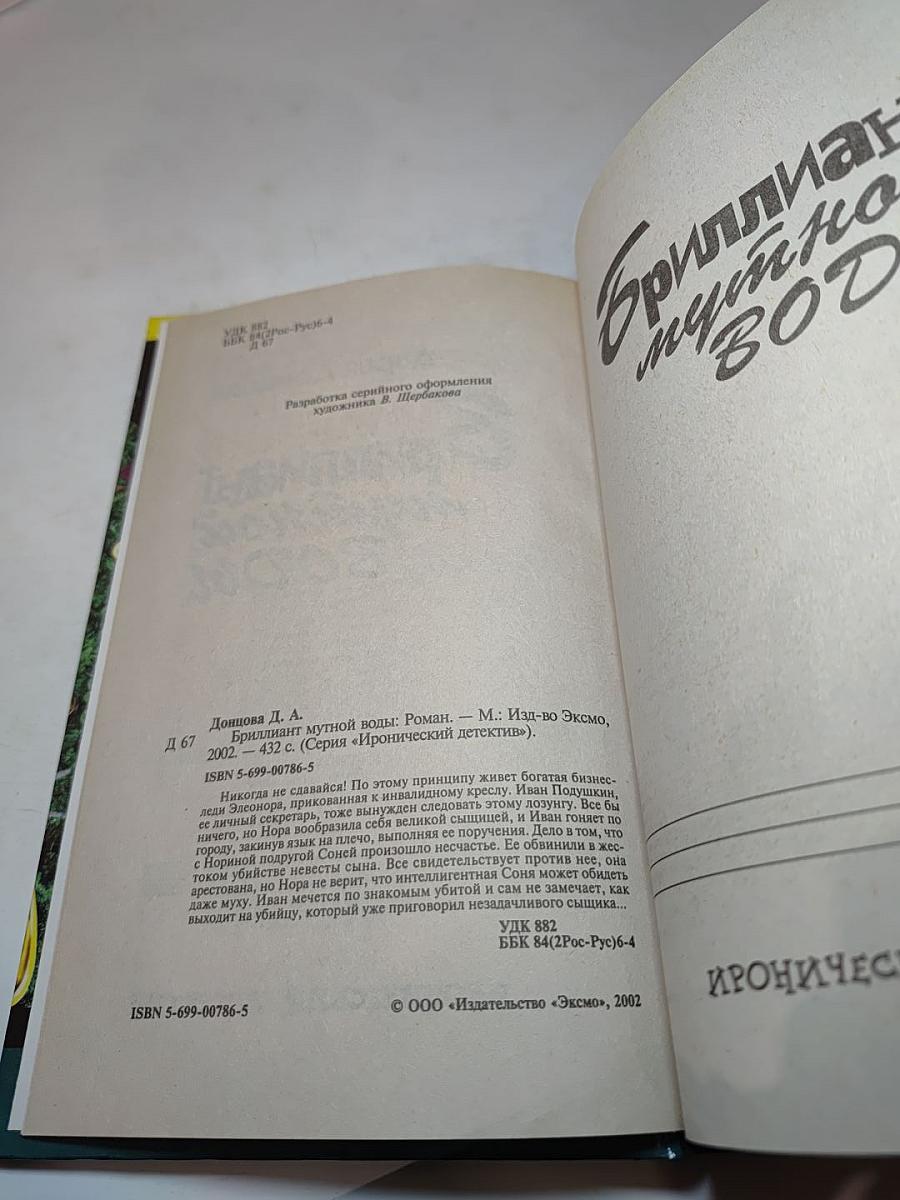 УДК 882
ББК 84(2Рос-Рус)6-4
Д 67
Разработка серийного оформления
художника В. Щербакова
Донцова Д. А.
Д 67 Бриллиант мутной воды: Роман. — М.: Изд-во Эксмо,
2002. — 432 с. (Серия «Иронический детектив»).
ISBN 5-699-00786-5
Никогда не сдавайся! По этому принципу живет богатая бизнес-
леди Элеонора, прикованная к инвалидному креслу. Иван Подушкин,
ее личный секретарь, тоже вынужден следовать этому лозунгу. Все бы
ничего, но Нора вообразила себя великой сыщицей, и Иван гоняет по
городу, закинув язык на плечо, выполняя ее поручения. Дело в том, что
с Нориной подругой Соней произошло несчастье. Ее обвинили в жес-
током убийстве невесты сына. Все свидетельствует против нее, она
арестована, но Нора не верит, что интеллигентная Соня может обидеть
даже муху. Иван мечется по знакомым убитой и сам не замечает, как
выходит на убийцу, который уже приговорил незадачливого сыщика...
УДК 882
ББК 84(2Рос-Рус)6-4
ISBN 5-699-00786-5
© ООО «Издательство «Эксмо», 2002
Бриллиан
мутно
ВОД
ИРОНИЧЕС